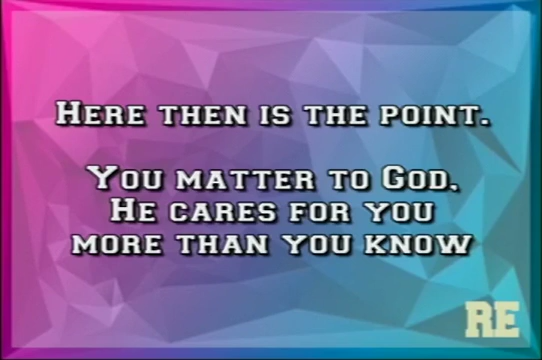 Here then is the point.
You matter to God.
He cares for you
more than you know
RE